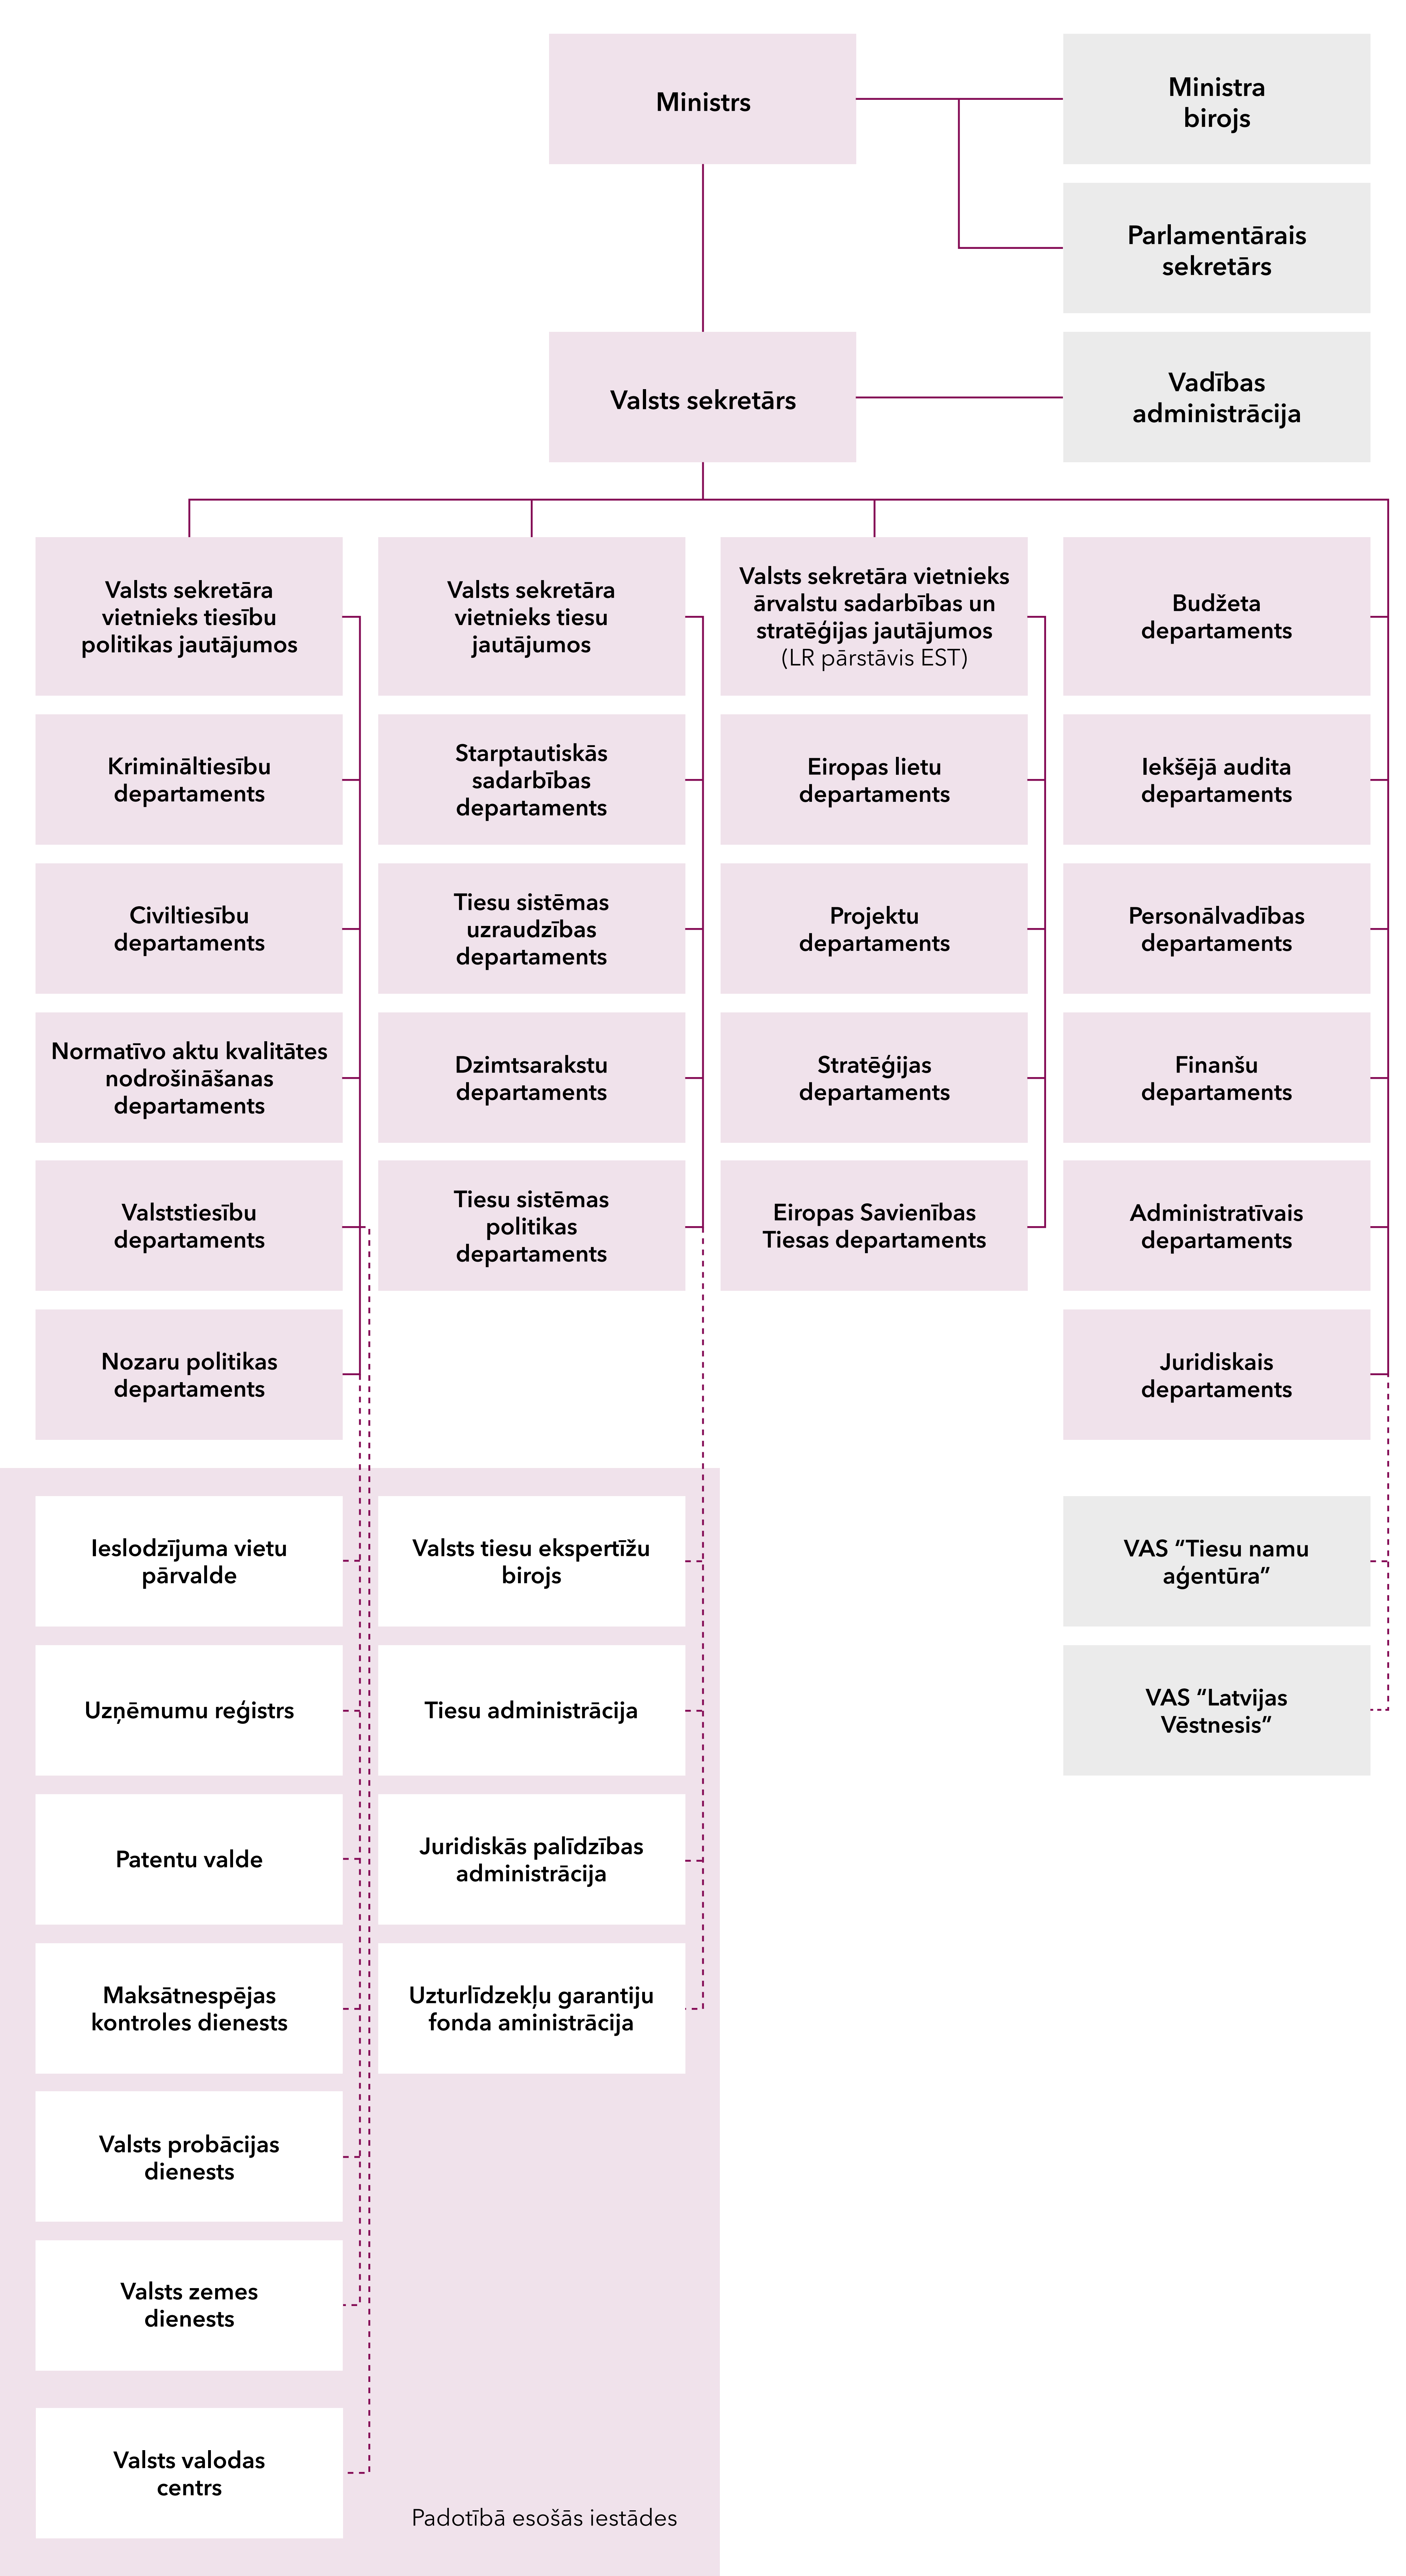 Ministrs
Ministra
birojs
Parlamentārais
sekretārs
Valsts sekretārs
Vadības
administrācija
Valsts sekretāra
vietnieks tiesību
politikas jautājumos
Valsts sekretāra
vietnieks tiesu
jautājumos
Valsts sekretāra vietnieks
ārvalstu sadarbības un
stratēģijas jautājumos
(LR pārstāvis EST)
Budžeta
departaments
Krimināltiesību
departaments
Starptautiskās
sadarbības
departaments
Eiropas lietu
departaments
Iekšējā audita
departaments
Civiltiesību
departaments
Tiesu sistēmas
uzraudzības
departaments
Projektu
departaments
Personālvadības
departaments
Normatīvo aktu kvalitātes
nodrošināšanas
departaments
Dzimtsarakstu
departaments
Stratēģijas
departaments
Finanšu
departaments
Valststiesību
departaments
Tiesu sistēmas
politikas
departaments
Eiropas Savienības
Tiesas departaments
Administratīvais
departaments
Nozaru politikas
departaments
Juridiskais
departaments
Ieslodzījuma vietu
pārvalde
Valsts tiesu ekspertīžu
birojs
VAS “Tiesu namu
aģentūra”
Uzņēmumu reģistrs
Tiesu administrācija
VAS “Latvijas
Vēstnesis”
Patentu valde
Juridiskās palīdzības
administrācija
Maksātnespējas
kontroles dienests
Uzturlīdzekļu garantiju
fonda aministrācija
Valsts probācijas
dienests
Valsts zemes
dienests
Valsts valodas
centrs
Padotībā esošās iestādes